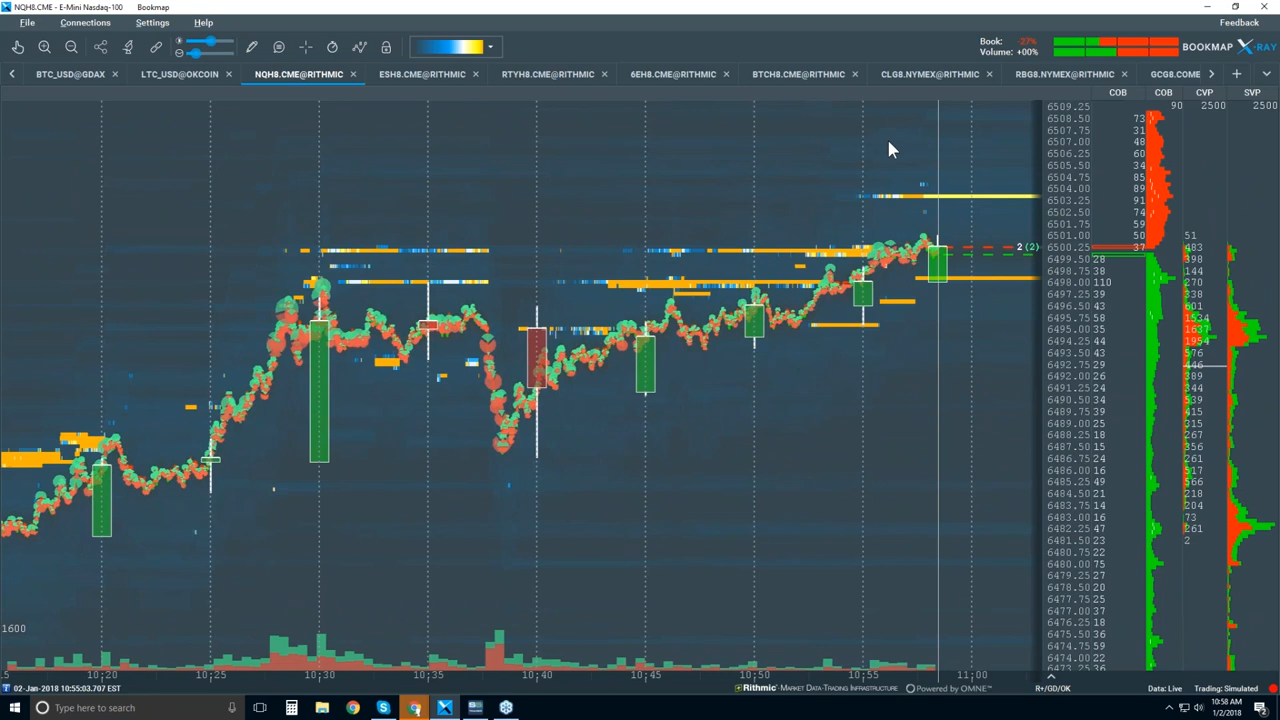 NQH8.CME - E-Mini Nasdaq-100 Bookmap
File Connections Settings Help
Feedback
Book: -27%
Volume: +00%
BOOKMAP X-RAY
BTC_USD@GDAX
LTC_USD@OKCOIN
NQH8.CME@RITHMIC
ESH8.CME@RITHMIC
RTYH8.CME@RITHMIC
6EH8.CME@RITHMIC
BTCH8.CME@RITHMIC
CLG8.NYMEX@RITHMIC
RBG8.NYMEX@RITHMIC
GCG8.COME
COB COB CVP SVP
6509.25 90 2500 2500
6508.50 73
6507.75 31
6507.00 48
6506.25 60
6505.50 34
6504.75 85
6504.00 89
6503.25 91
6502.50 74
6501.75 59
6501.00 50 51
2 (2) 6500.25 37 483
6499.50 28 398
6498.75 38 144
6498.00 110 270
6497.25 39 338
6496.50 43 601
6495.75 58 1534
6495.00 35 1637
6494.25 44 1954
6493.50 43 576
6492.75 29 446
6492.00 26 389
6491.25 24 344
6490.50 34 539
6489.75 39 415
6489.00 25 315
6488.25 18 267
6487.50 15 356
6486.75 24 261
6486.00 16 517
6485.25 49 566
6484.50 21 218
6483.75 14 204
6483.00 16 73
6482.25 47 261
6481.50 23 2
6480.75 22
6480.00 75
6479.25 27
6478.50 20
6477.75 25
6477.00 37
6476.25 18
6475.50 36
6474.75 59
6474.00 22
6473.25 36
1600
10:20 10:25 10:30 10:35 10:40 10:45 10:50 10:55 11:00
02-Jan-2018 10:55:03.707 EST
Rithmic - MARKET DATA-TRADING INFRASTRUCTURE
Powered by OMNE™
R+/GD/OK
Data: Live
Trading: Simulated
Type here to search
10:58 AM
1/2/2018
2